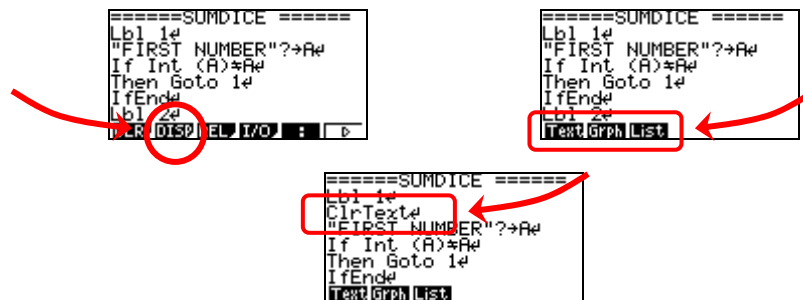 ======SUMDICE ======
Lbl 1↵
"FIRST NUMBER"?→A↵
If Int (A)≠A↵
Then Goto 1↵
IfEnd↵
Lbl 2↵
DISP I/O : ▷
======SUMDICE ======
Lbl 1↵
"FIRST NUMBER"?→A↵
If Int (A)≠A↵
Then Goto 1↵
IfEnd↵
Lbl 2↵
Text Grph List
======SUMDICE ======
Lbl 1↵
ClrText↵
"FIRST NUMBER"?→A↵
If Int (A)≠A↵
Then Goto 1↵
IfEnd↵
Text Grph List